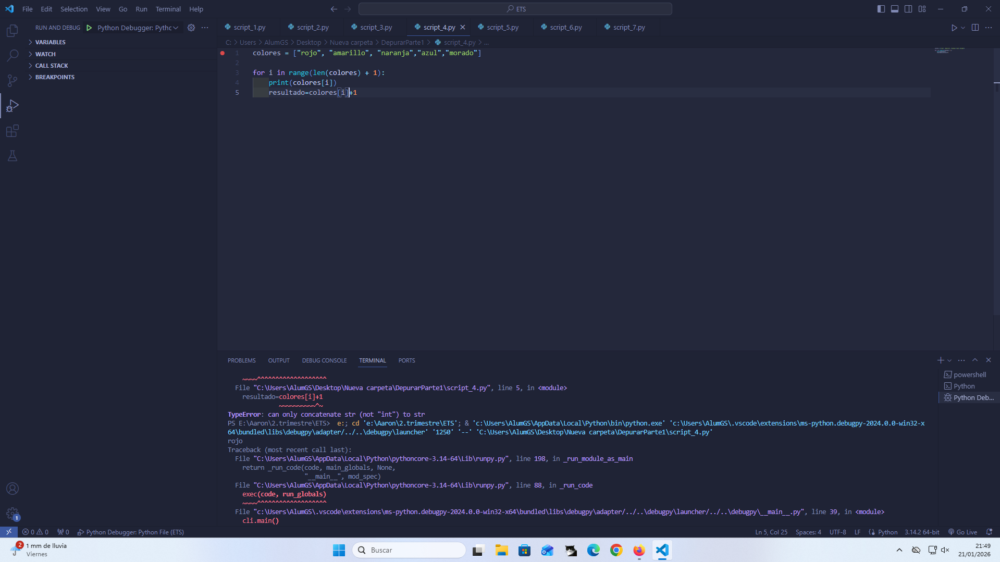 File Edit Selection View Go Run Terminal Help
ETS
RUN AND DEBUG Python Debugger: Pythc
VARIABLES
WATCH
CALL STACK
BREAKPOINTS
script_1.py script_2.py script_3.py script_4.py script_5.py script_6.py script_7.py
C: > Users > AlumGS > Desktop > Nueva carpeta > DepurarParte1 > script_4.py > ...
1 colores = ["rojo", "amarillo", "naranja","azul","morado"]
2
3 for i in range(len(colores) + 1):
4 print(colores[i])
5 resultado=colores[i]+1
PROBLEMS OUTPUT DEBUG CONSOLE TERMINAL PORTS
~~~~^^^^^^^^^^^^^^^^^^^
File "C:\Users\AlumGS\Desktop\Nueva carpeta\DepurarParte1\script_4.py", line 5, in <module>
resultado=colores[i]+1
~~~~~~~~~~^~
TypeError: can only concatenate str (not "int") to str
PS E:\Aaron\2.trimestre\ETS> e:; cd 'e:\Aaron\2.trimestre\ETS'; & 'c:\Users\AlumGS\AppData\Local\Python\bin\python.exe' 'c:\Users\AlumGS\.vscode\extensions\ms-python.debugpy-2024.0.0-win32-x
64\bundled\libs\debugpy\adapter/../..\debugpy\launcher' '1250' '--' 'C:\Users\AlumGS\Desktop\Nueva carpeta\DepurarParte1\script_4.py'
rojo
Traceback (most recent call last):
File "C:\Users\AlumGS\AppData\Local\Python\pythoncore-3.14-64\Lib\runpy.py", line 198, in _run_module_as_main
return _run_code(code, main_globals, None,
"__main__", mod_spec)
File "C:\Users\AlumGS\AppData\Local\Python\pythoncore-3.14-64\Lib\runpy.py", line 88, in _run_code
exec(code, run_globals)
~~~~^^^^^^^^^^^^^^^^^^^
File "c:\Users\AlumGS\.vscode\extensions\ms-python.debugpy-2024.0.0-win32-x64\bundled\libs\debugpy\adapter/../..\debugpy\launcher/../..\debugpy\__main__.py", line 39, in <module>
cli.main()
powershell
Python
Python Deb...
1
0 0 0 Python Debugger: Python File (ETS)
Ln 5, Col 25 Spaces: 4 UTF-8 LF Python 3.14.2 64-bit Go Live
2
1 mm de lluvia
Viernes
Buscar
21:49
21/01/2026